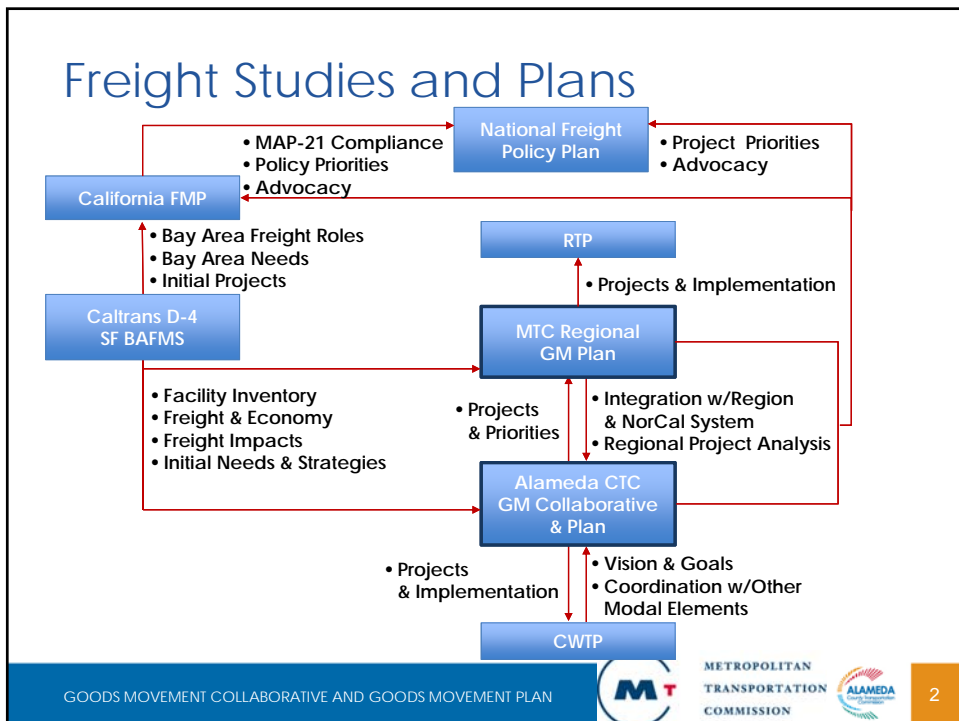 Freight Studies and Plans
National Freight
Policy Plan
• MAP-21 Compliance
• Policy Priorities
• Advocacy
• Project Priorities
• Advocacy
California FMP
• Bay Area Freight Roles
• Bay Area Needs
• Initial Projects
RTP
• Projects & Implementation
Caltrans D-4
SF BAFMS
MTC Regional
GM Plan
• Facility Inventory
• Freight & Economy
• Freight Impacts
• Initial Needs & Strategies
• Projects
& Priorities
• Integration w/Region
& NorCal System
• Regional Project Analysis
Alameda CTC
GM Collaborative
& Plan
• Projects
& Implementation
• Vision & Goals
• Coordination w/Other
Modal Elements
CWTP
GOODS MOVEMENT COLLABORATIVE AND GOODS MOVEMENT PLAN
MT
METROPOLITAN
TRANSPORTATION
COMMISSION
ALAMEDA
County Transportation
Commission
2